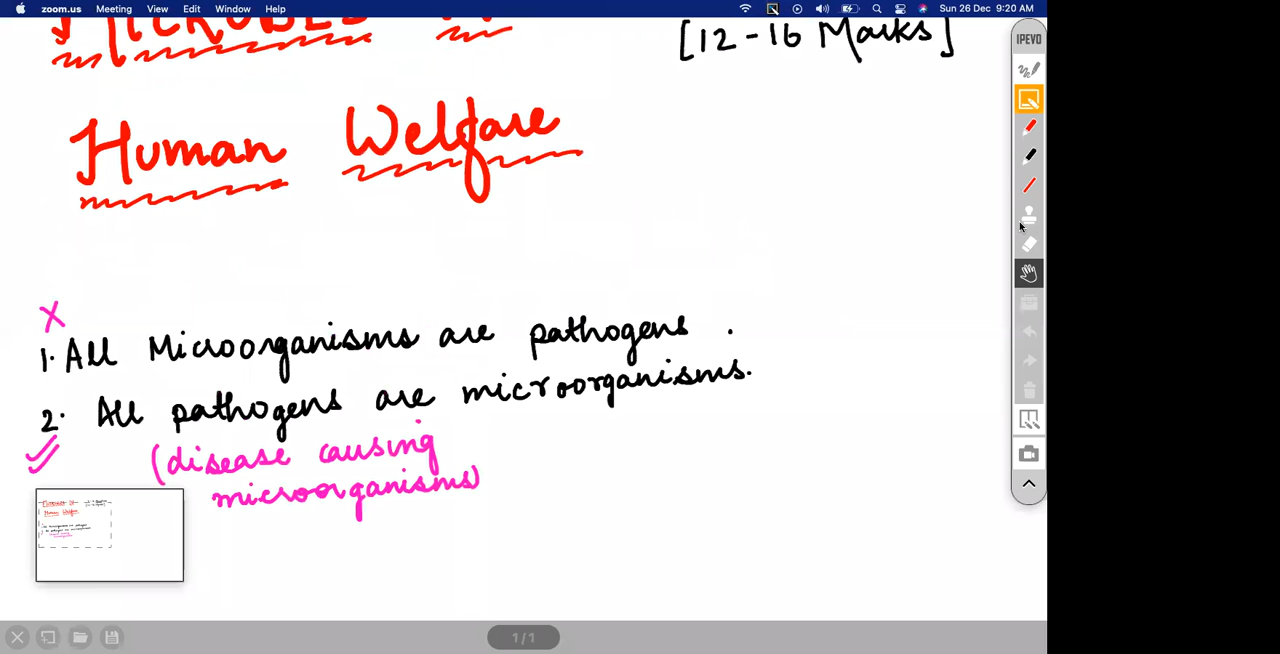 zoom.us Meeting View Edit Window Help Sun 26 Dec 9:20 AM
MICROBES
[12-16 Marks]
IPEVO
Human Welfare
X
1. All Microorganisms are pathogens.
2. All pathogens are microorganisms.
(disease causing
microorganisms)
1/1